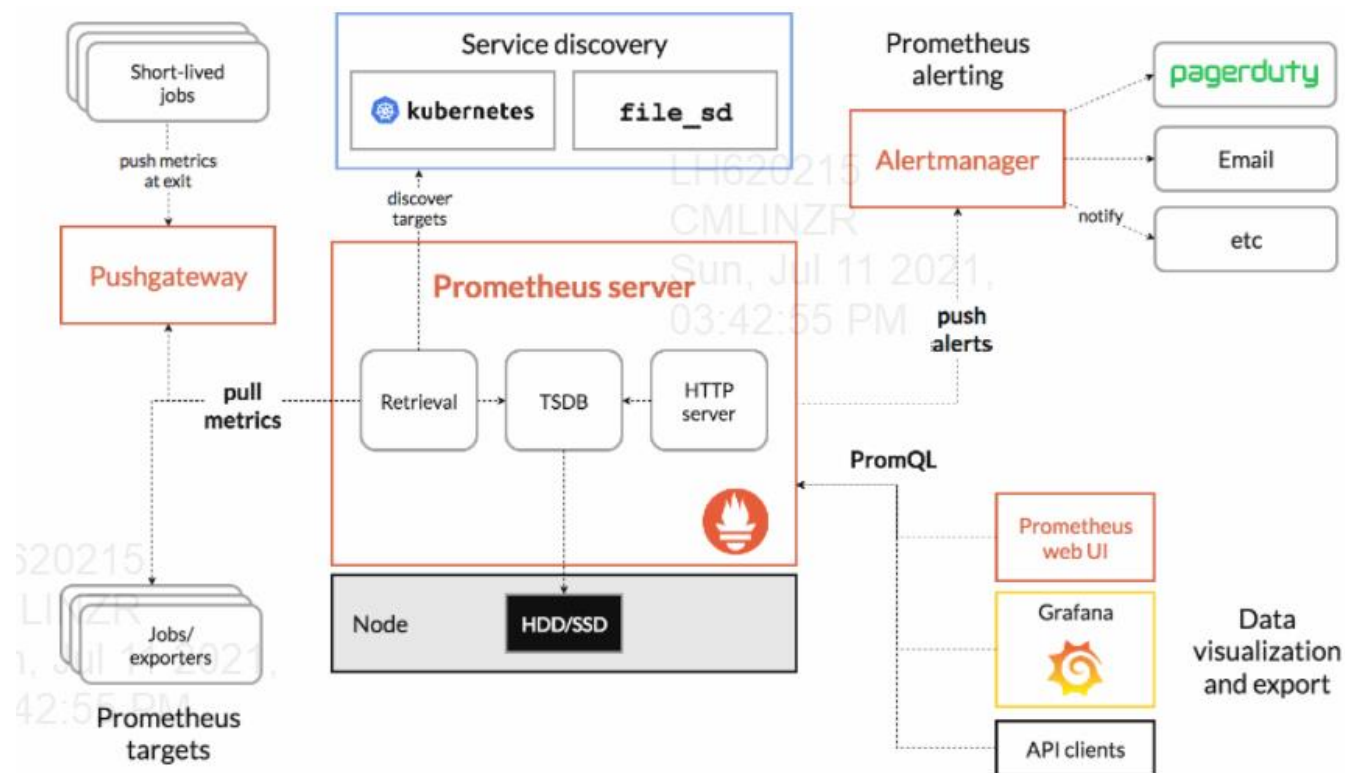 Short-lived
jobs
push metrics
at exit
Pushgateway
Service discovery
kubernetes
file_sd
discover
targets
Prometheus
alerting
Alertmanager
pagerduty
Email
notify
etc
LH620215
CMLINZR
Sun, Jul 11 2021,
03:42:55 PM
Prometheus server
push
alerts
pull
metrics
Retrieval
TSDB
HTTP
server
PromQL
Node
HDD/SSD
Jobs/
exporters
Prometheus
targets
Prometheus
web UI
Grafana
API clients
Data
visualization
and export